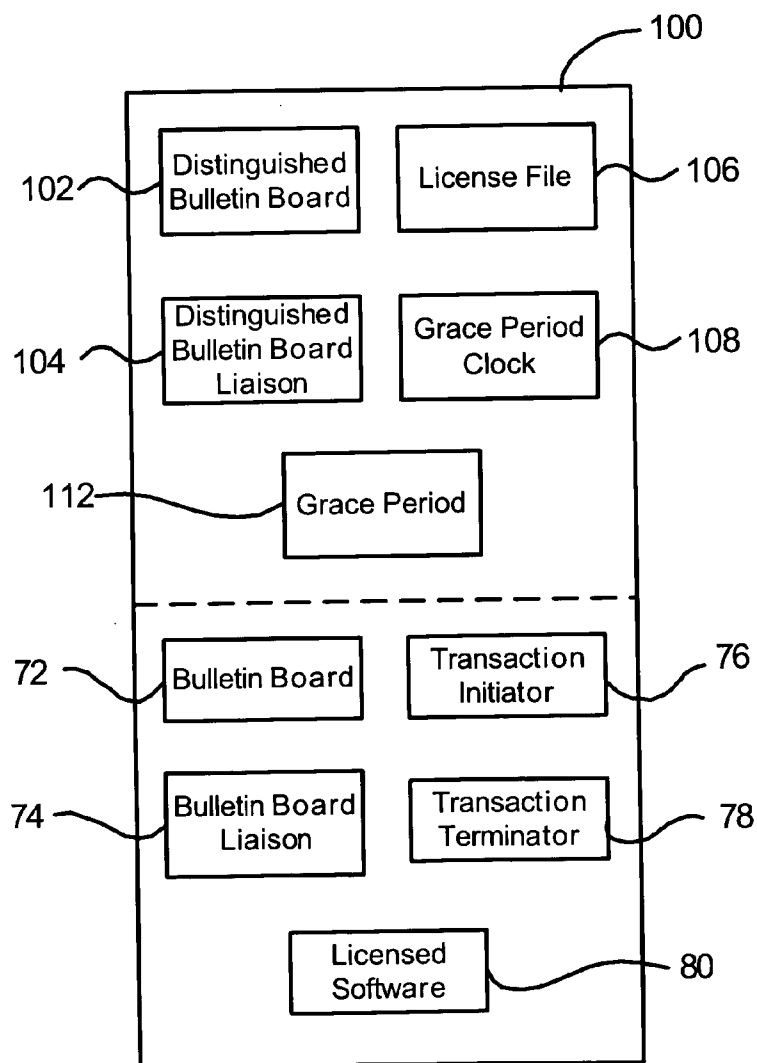 100
Distinguished
Bulletin Board
102
License File
106
Distinguished
Bulletin Board
Liaison
104
Grace Period
Clock
108
112
Grace Period
72
Bulletin Board
Transaction
Initiator
76
74
Bulletin Board
Liaison
Transaction
Terminator
78
Licensed
Software
80